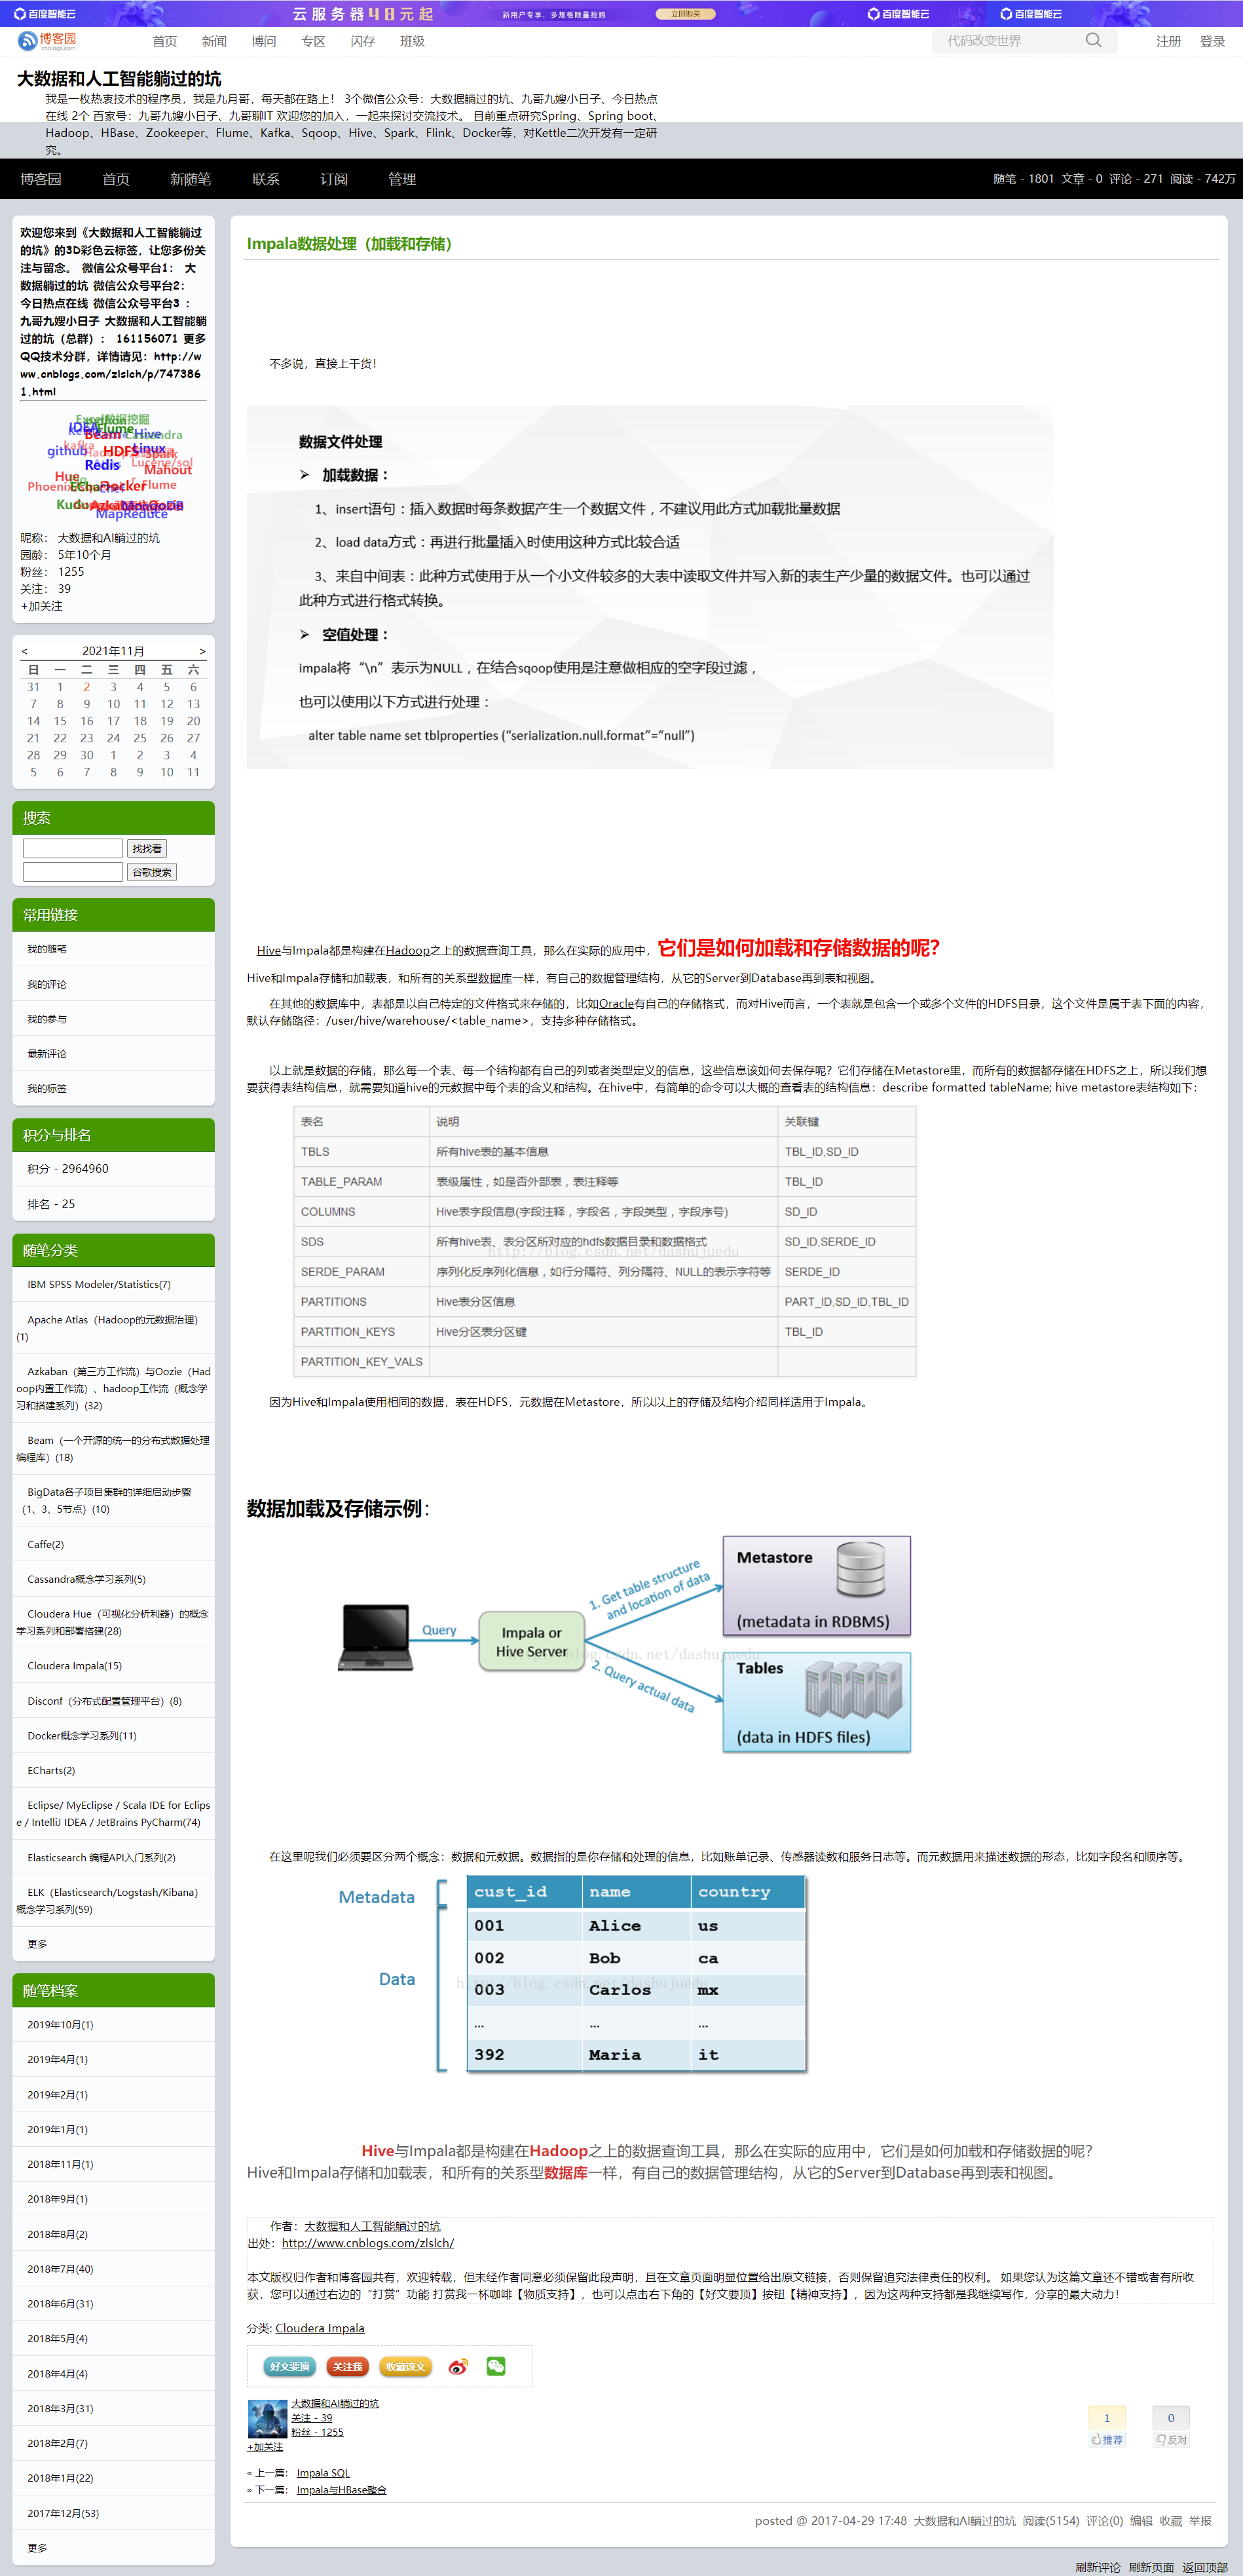 百度智能云
云服务器48元起
新用户专享，多规格限量抢购
立即购买
百度智能云
百度智能云
博客园
cnblogs.com
首页
新闻
博问
专区
闪存
班级
代码改变世界
注册
登录
大数据和人工智能躺过的坑
我是一枚热衷技术的程序员，我是九月哥，每天都在路上！ 3个微信公众号：大数据躺过的坑、九哥九嫂小日子、今日热点
在线 2个 百家号：九哥九嫂小日子、九哥聊IT 欢迎您的加入，一起来探讨交流技术。 目前重点研究Spring、Spring boot、
Hadoop、HBase、Zookeeper、Flume、Kafka、Sqoop、Hive、Spark、Flink、Docker等，对Kettle二次开发有一定研
究。
博客园
首页
新随笔
联系
订阅
管理
随笔 - 1801 文章 - 0 评论 - 271 阅读 - 742万
欢迎您来到《大数据和人工智能躺过
的坑》的3D彩色云标签，让您多份关
注与留念。 微信公众号平台1： 大
数据躺过的坑 微信公众号平台2：
今日热点在线 微信公众号平台3 ：
九哥九嫂小日子 大数据和人工智能躺
过的坑（总群）： 161156071 更多
QQ技术分群，详情请见：http://w
ww.cnblogs.com/zlslch/p/747386
1.html
Excel数据挖掘
IDEA
Flume
Beam
Hive
Cassandra
kafka
github
HDFS
Linux
Spark
Redis
Lucene/sol
Mahout
Hue
Phoenix
ECharts
Docker
Flume
Kudu
Azkaban
MongoDB
Oozie
MapReduce
昵称： 大数据和AI躺过的坑
园龄： 5年10个月
粉丝： 1255
关注： 39
+加关注
< 2021年11月 >
日 一 二 三 四 五 六
31 1 2 3 4 5 6
7 8 9 10 11 12 13
14 15 16 17 18 19 20
21 22 23 24 25 26 27
28 29 30 1 2 3 4
5 6 7 8 9 10 11
搜索
找找看
谷歌搜索
常用链接
我的随笔
我的评论
我的参与
最新评论
我的标签
积分与排名
积分 - 2964960
排名 - 25
随笔分类
IBM SPSS Modeler/Statistics(7)
Apache Atlas（Hadoop的元数据治理）
(1)
Azkaban（第三方工作流）与Oozie（Had
oop内置工作流）、hadoop工作流（概念学
习和搭建系列）(32)
Beam（一个开源的统一的分布式数据处理
编程库）(18)
BigData各子项目集群的详细启动步骤
（1、3、5节点）(10)
Caffe(2)
Cassandra概念学习系列(5)
Cloudera Hue（可视化分析利器）的概念
学习系列和部署搭建(28)
Cloudera Impala(15)
Disconf（分布式配置管理平台）(8)
Docker概念学习系列(11)
ECharts(2)
Eclipse/ MyEclipse / Scala IDE for Eclips
e / IntelliJ IDEA / JetBrains PyCharm(74)
Elasticsearch 编程API入门系列(2)
ELK（Elasticsearch/Logstash/Kibana）
概念学习系列(59)
更多
随笔档案
2019年10月(1)
2019年4月(1)
2019年2月(1)
2019年1月(1)
2018年11月(1)
2018年9月(1)
2018年8月(2)
2018年7月(40)
2018年6月(31)
2018年5月(4)
2018年4月(4)
2018年3月(31)
2018年2月(7)
2018年1月(22)
2017年12月(53)
更多
Impala数据处理（加载和存储）
不多说，直接上干货！
数据文件处理
➢ 加载数据：
1、insert语句：插入数据时每条数据产生一个数据文件，不建议用此方式加载批量数据
2、load data方式：再进行批量插入时使用这种方式比较合适
3、来自中间表：此种方式使用于从一个小文件较多的大表中读取文件并写入新的表生产少量的数据文件。也可以通过
此种方式进行格式转换。
➢ 空值处理：
impala将“\n”表示为NULL，在结合sqoop使用是注意做相应的空字段过滤，
也可以使用以下方式进行处理：
alter table name set tblproperties (“serialization.null.format”=“null”)
Hive与Impala都是构建在Hadoop之上的数据查询工具，那么在实际的应用中，它们是如何加载和存储数据的呢？
Hive和Impala存储和加载表，和所有的关系型数据库一样，有自己的数据管理结构，从它的Server到Database再到表和视图。
在其他的数据库中，表都是以自己特定的文件格式来存储的，比如Oracle有自己的存储格式，而对Hive而言，一个表就是包含一个或多个文件的HDFS目录，这个文件是属于表下面的内容，
默认存储路径：/user/hive/warehouse/<table_name>，支持多种存储格式。
以上就是数据的存储，那么每一个表、每一个结构都有自己的列或者类型定义的信息，这些信息该如何去保存呢？它们存储在Metastore里，而所有的数据都存储在HDFS之上，所以我们想
要获得表结构信息，就需要知道hive的元数据中每个表的含义和结构。在hive中，有简单的命令可以大概的查看表的结构信息：describe formatted tableName; hive metastore表结构如下：
表名 说明 关联键
TBLS 所有hive表的基本信息 TBL_ID,SD_ID
TABLE_PARAM 表级属性，如是否外部表，表注释等 TBL_ID
COLUMNS Hive表字段信息(字段注释，字段名，字段类型，字段序号) SD_ID
SDS 所有hive表、表分区所对应的hdfs数据目录和数据格式 SD_ID,SERDE_ID
http://blog.csdn.net/dashujuedu
SERDE_PARAM 序列化反序列化信息，如行分隔符、列分隔符、NULL的表示字符等 SERDE_ID
PARTITIONS Hive表分区信息 PART_ID,SD_ID,TBL_ID
PARTITION_KEYS Hive分区表分区键 TBL_ID
PARTITION_KEY_VALS
因为Hive和Impala使用相同的数据，表在HDFS，元数据在Metastore，所以以上的存储及结构介绍同样适用于Impala。
数据加载及存储示例：
Query
Impala or
Hive Server
1. Get table structure
and location of data
2. Query actual data
Metastore
(metadata in RDBMS)
Tables
(data in HDFS files)
blog.csdn.net/dashujuedu
在这里呢我们必须要区分两个概念：数据和元数据。数据指的是你存储和处理的信息，比如账单记录、传感器读数和服务日志等。而元数据用来描述数据的形态，比如字段名和顺序等。
Metadata
Data
cust_id name country
001 Alice us
002 Bob ca
003 Carlos mx
... ... ...
392 Maria it
http://blog.csdn.net/dashujuedu
Hive与Impala都是构建在Hadoop之上的数据查询工具，那么在实际的应用中，它们是如何加载和存储数据的呢？
Hive和Impala存储和加载表，和所有的关系型数据库一样，有自己的数据管理结构，从它的Server到Database再到表和视图。
作者：大数据和人工智能躺过的坑
出处：http://www.cnblogs.com/zlslch/
本文版权归作者和博客园共有，欢迎转载，但未经作者同意必须保留此段声明，且在文章页面明显位置给出原文链接，否则保留追究法律责任的权利。 如果您认为这篇文章还不错或者有所收
获，您可以通过右边的“打赏”功能 打赏我一杯咖啡【物质支持】，也可以点击右下角的【好文要顶】按钮【精神支持】，因为这两种支持都是我继续写作，分享的最大动力！
分类: Cloudera Impala
好文要顶
关注我
收藏该文
大数据和AI躺过的坑
关注 - 39
粉丝 - 1255
+加关注
1
推荐
0
反对
« 上一篇： Impala SQL
» 下一篇： Impala与HBase整合
posted @ 2017-04-29 17:48 大数据和AI躺过的坑 阅读(5154) 评论(0) 编辑 收藏 举报
刷新评论 刷新页面 返回顶部